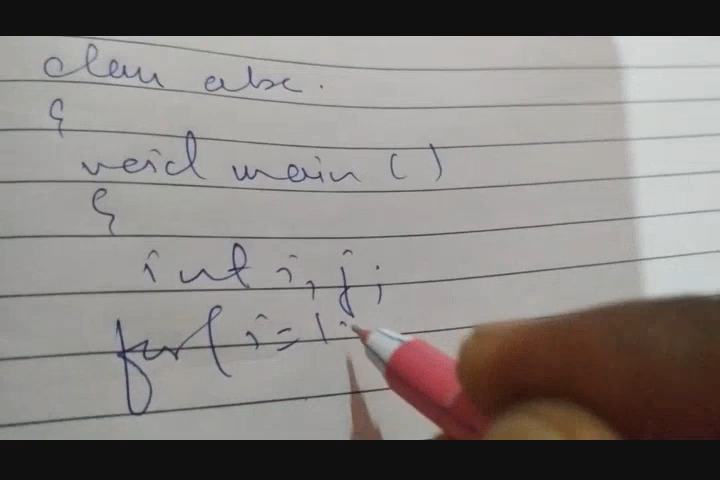 class abc.
{
void main ()
{
int i, j;
for( i=1;